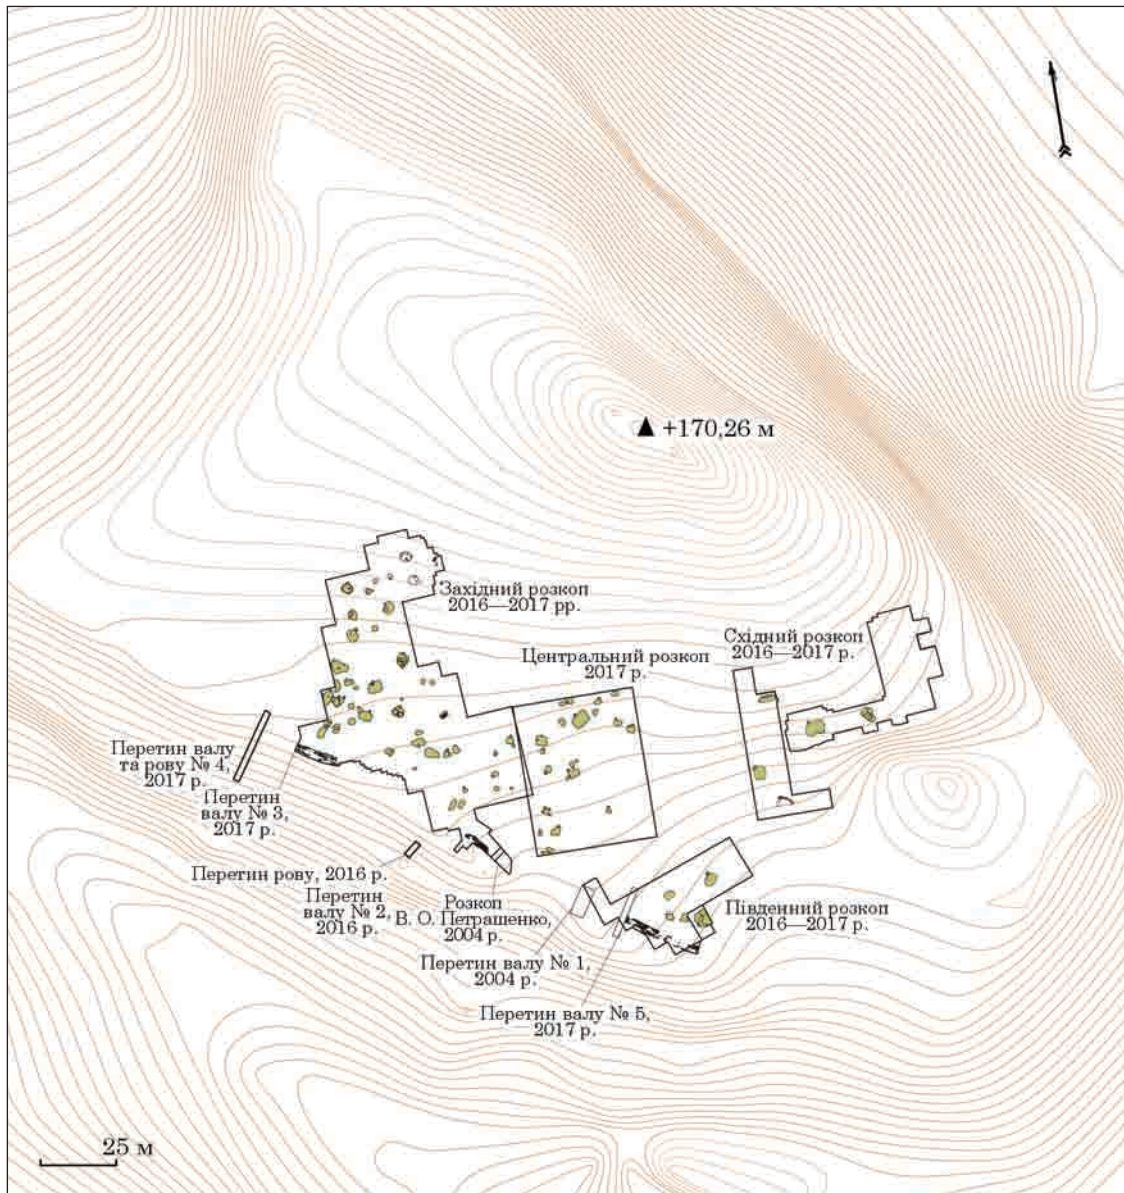 +170,26 м
Західний розкоп
2016—2017 рр.
Східний розкоп
2016—2017 р.
Центральний розкоп
2017 р.
Перетин валу
та рову № 4,
2017 р.
Перетин
валу № 3,
2017 р.
Перетин рову, 2016 р.
Перетин
валу № 2,
2016 р.
Розкоп
В. О. Петрашенко,
2004 р.
Південний розкоп
2016—2017 р.
Перетин валу № 1,
2004 р.
Перетин валу № 5,
2017 р.
25 м